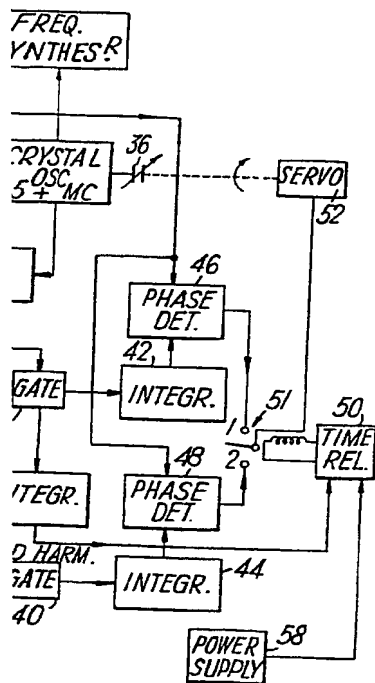 FREQ.
YNTHES.R
CRYSTAL
OSC
5 + MC
36
SERVO
52
46
PHASE
DET.
42
GATE
INTEGR.
1
51
2
50
TIME
REL.
48
PHASE
DET.
NTEGR.
D HARM.
GATE
40
INTEGR.
44
POWER
SUPPLY
58